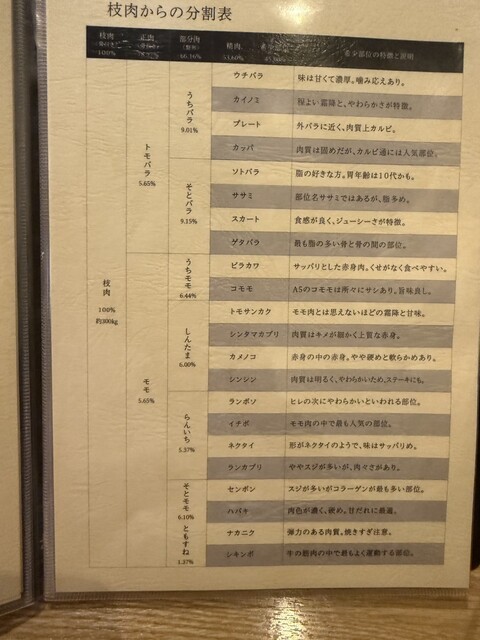 枝肉からの分割表
枝肉 正肉 部分肉 精肉 希少部位の特徴と説明
100% 66.16% 53.60%
枝肉
100%
約300kg
トモバラ
5.65%
うちバラ
9.01%
ウチバラ 味は甘くて濃厚。噛み応えあり。
カイノミ 程よい霜降と、やわらかさが特徴。
プレート 外バラに近く、肉質上カルビ。
カッパ 肉質は固めだが、カルビ通には人気部位。
そとバラ
9.15%
ソトバラ 脂の好きな方。胃年齢は10代かも。
ササミ 部位名ササミではあるが、脂多め。
スカート 食感が良く、ジューシーさが特徴。
ゲタバラ 最も脂の多い骨と骨の間の部位。
モモ
5.65%
うちモモ
6.44%
ヒラカワ サッパリとした赤身肉。くせがなく食べやすい。
コモモ A5のコモモは所々にサシあり。旨味良し。
しんたま
6.00%
トモサンカク モモ肉とは思えないほどの霜降と甘味。
シンタマカブリ 肉質はキメが細かく上質な赤身。
カメノコ 赤身の中の赤身。やや硬めと軟らかめあり。
シンシン 肉質は明るく、やわらかいため、ステーキにも。
らんいち
5.37%
ランボソ ヒレの次にやわらかいといわれる部位。
イチボ モモ肉の中で最も人気の部位。
ネクタイ 形がネクタイのようで、味はサッパリめ。
ランカブリ ややスジが多いが、肉々さがあり。
そとモモ
6.10%
センボン スジが多いがコラーゲンが最も多い部位。
ハバキ 肉色が濃く、硬め。甘だれに最適。
ともすね
1.37%
ナカニク 弾力のある肉質。焼きすぎ注意。
シキンボ 牛の筋肉の中で最もよく運動する部位。